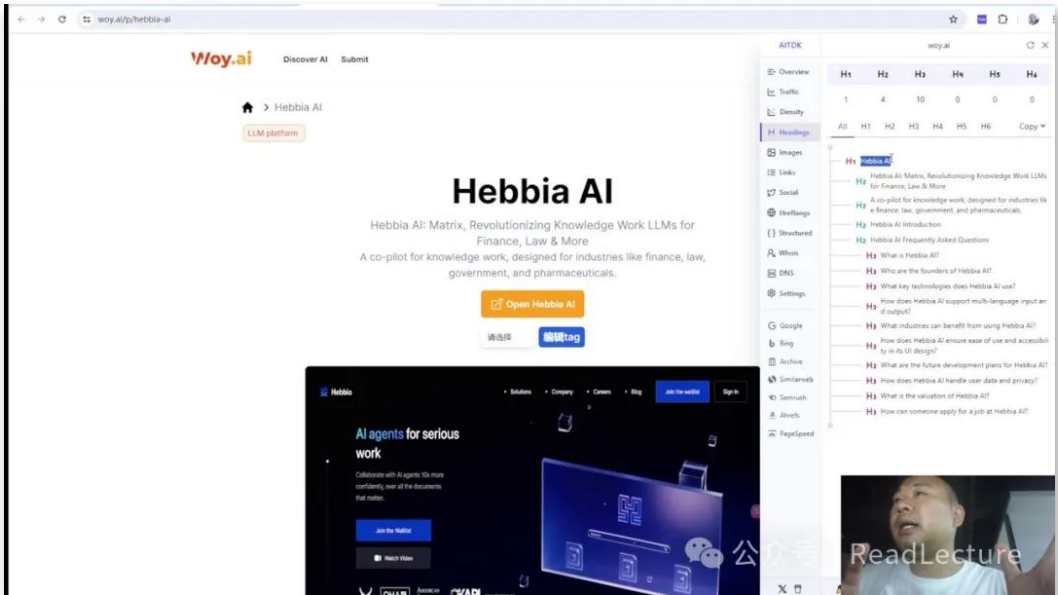 woy.ai/p/hebbia-ai
Woy.ai
Discover AI
Submit
Hebbia AI
LLM platform
Hebbia AI
Hebbia AI: Matrix, Revolutionizing Knowledge Work LLMs for
Finance, Law & More
A co-pilot for knowledge work, designed for industries like finance, law,
government, and pharmaceuticals.
Open Hebbia AI
请选择
编辑tag
Hebbia
Solutions
Company
Careers
Blog
Join the waitlist
Sign In
AI agents for serious
work
Collaborate with AI agents 10x more
confidently, over all the documents
that matter.
Join the Waitlist
Watch Video
AITDK
woy.ai
Overview
Traffic
Density
Headings
Images
Links
Social
Hreflangs
Structured
Whois
DNS
Settings
Google
Bing
Archive
Similarweb
Semrush
Ahrefs
PageSpeed
H1 H2 H3 H4 H5 H6
1 4 10 0 0 0
All H1 H2 H3 H4 H5 H6 Copy
H1 Hebbia AI
H2 Hebbia AI: Matrix, Revolutionizing Knowledge Work LLMs
for Finance, Law & More
H2 A co-pilot for knowledge work, designed for industries lik
e finance, law, government, and pharmaceuticals.
H2 Hebbia AI Introduction
H2 Hebbia AI Frequently Asked Questions
H3 What is Hebbia AI?
H3 Who are the founders of Hebbia AI?
H3 What key technologies does Hebbia AI use?
H3 How does Hebbia AI support multi-language input an
d output?
H3 What industries can benefit from using Hebbia AI?
H3 How does Hebbia AI ensure ease of use and accessibili
ty in its UI design?
H3 What are the future development plans for Hebbia AI?
H3 How does Hebbia AI handle user data and privacy?
H3 What is the valuation of Hebbia AI?
H3 How can someone apply for a job at Hebbia AI?
公众号 ReadLecture